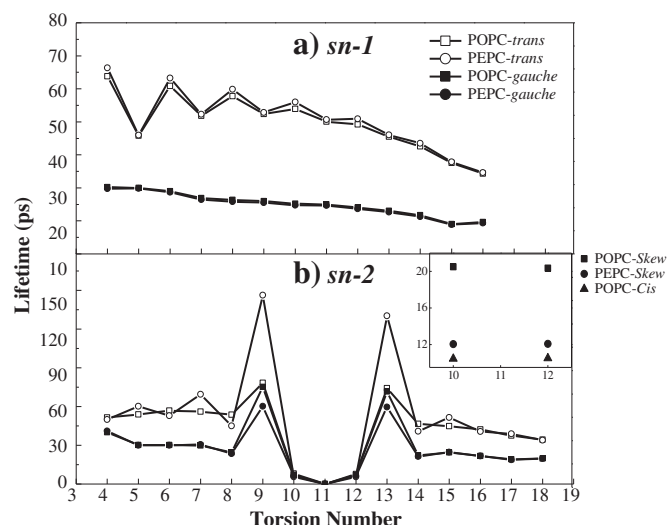 80
70
60
50
40
30
20
10
a) sn-1
POPC-trans
PEPC-trans
POPC-gauche
PEPC-gauche
Lifetime (ps)
b) sn-2
150
120
90
60
30
0
20
16
12
10 12
POPC-Skew
PEPC-Skew
POPC-Cis
3 4 5 6 7 8 9 10 11 12 13 14 15 16 17 18 19
Torsion Number